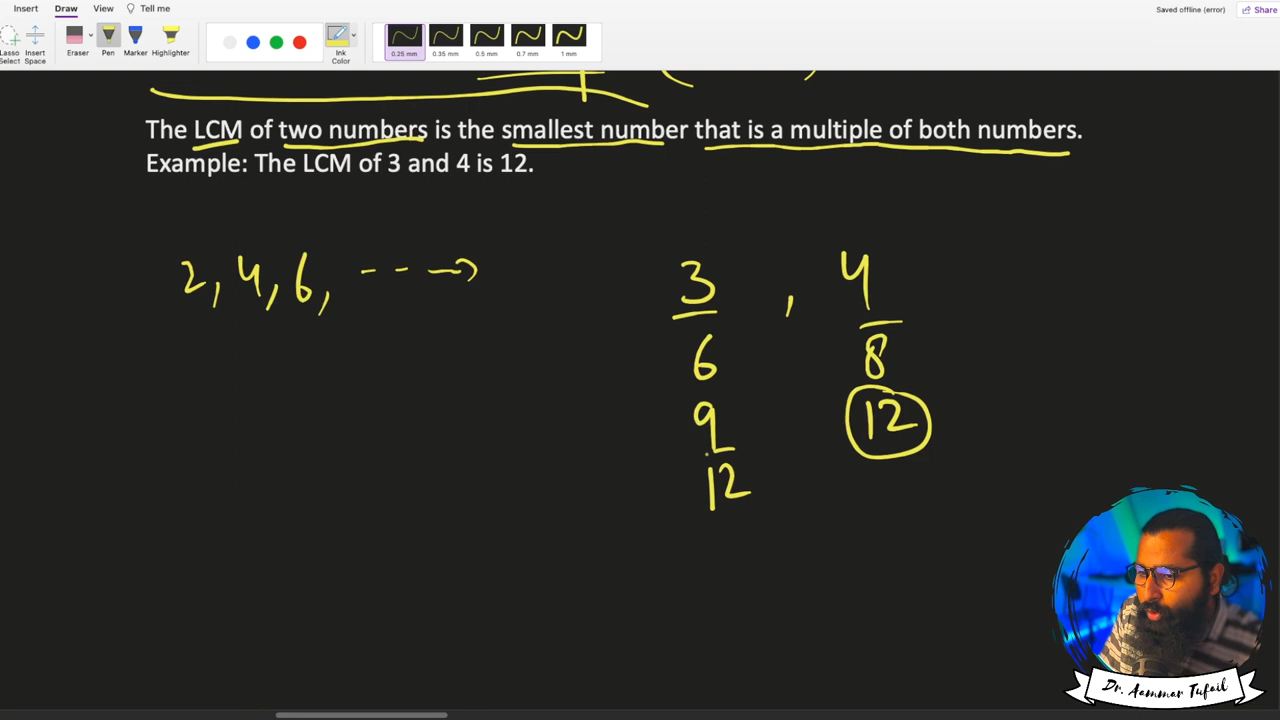 Insert Draw View Tell me
Saved offline (error) Share
Lasso Select
Insert Space
Eraser
Pen
Marker
Highlighter
Ink Color
0.25 mm 0.35 mm 0.5 mm 0.7 mm 1 mm
The LCM of two numbers is the smallest number that is a multiple of both numbers.
Example: The LCM of 3 and 4 is 12.
2, 4, 6, - - →
3 , 4
6 8
9 12
12
Dr. Aammar Tufail